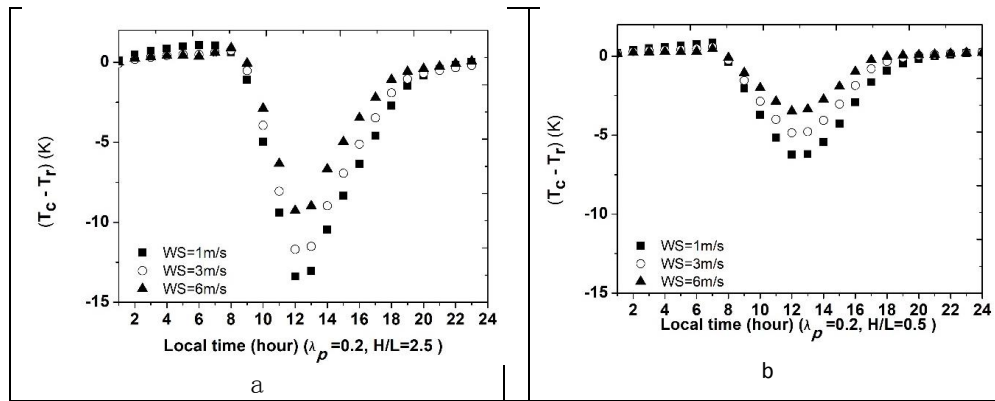 (T_c - T_r) (K)
0
-5
-10
-15
WS=1m/s
WS=3m/s
WS=6m/s
2 4 6 8 10 12 14 16 18 20 22 24
Local time (hour) (λ_p =0.2, H/L=2.5 )
a
(T_c - T_r) (K)
0
-5
-10
-15
WS=1m/s
WS=3m/s
WS=6m/s
2 4 6 8 10 12 14 16 18 20 22 24
Local time (hour) (λ_p =0.2, H/L=0.5 )
b